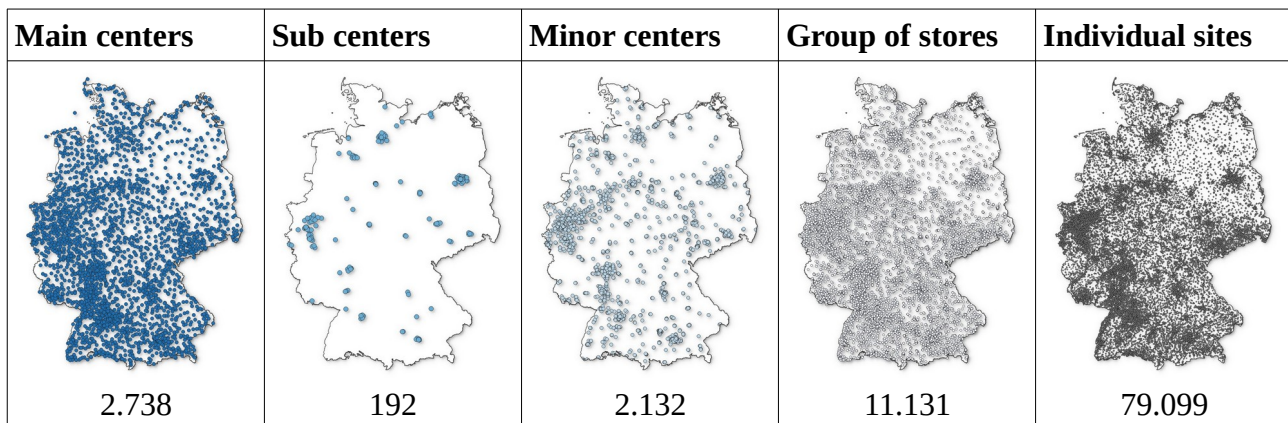 Main centers Sub centers Minor centers Group of stores Individual sites
2.738 192 2.132 11.131 79.099